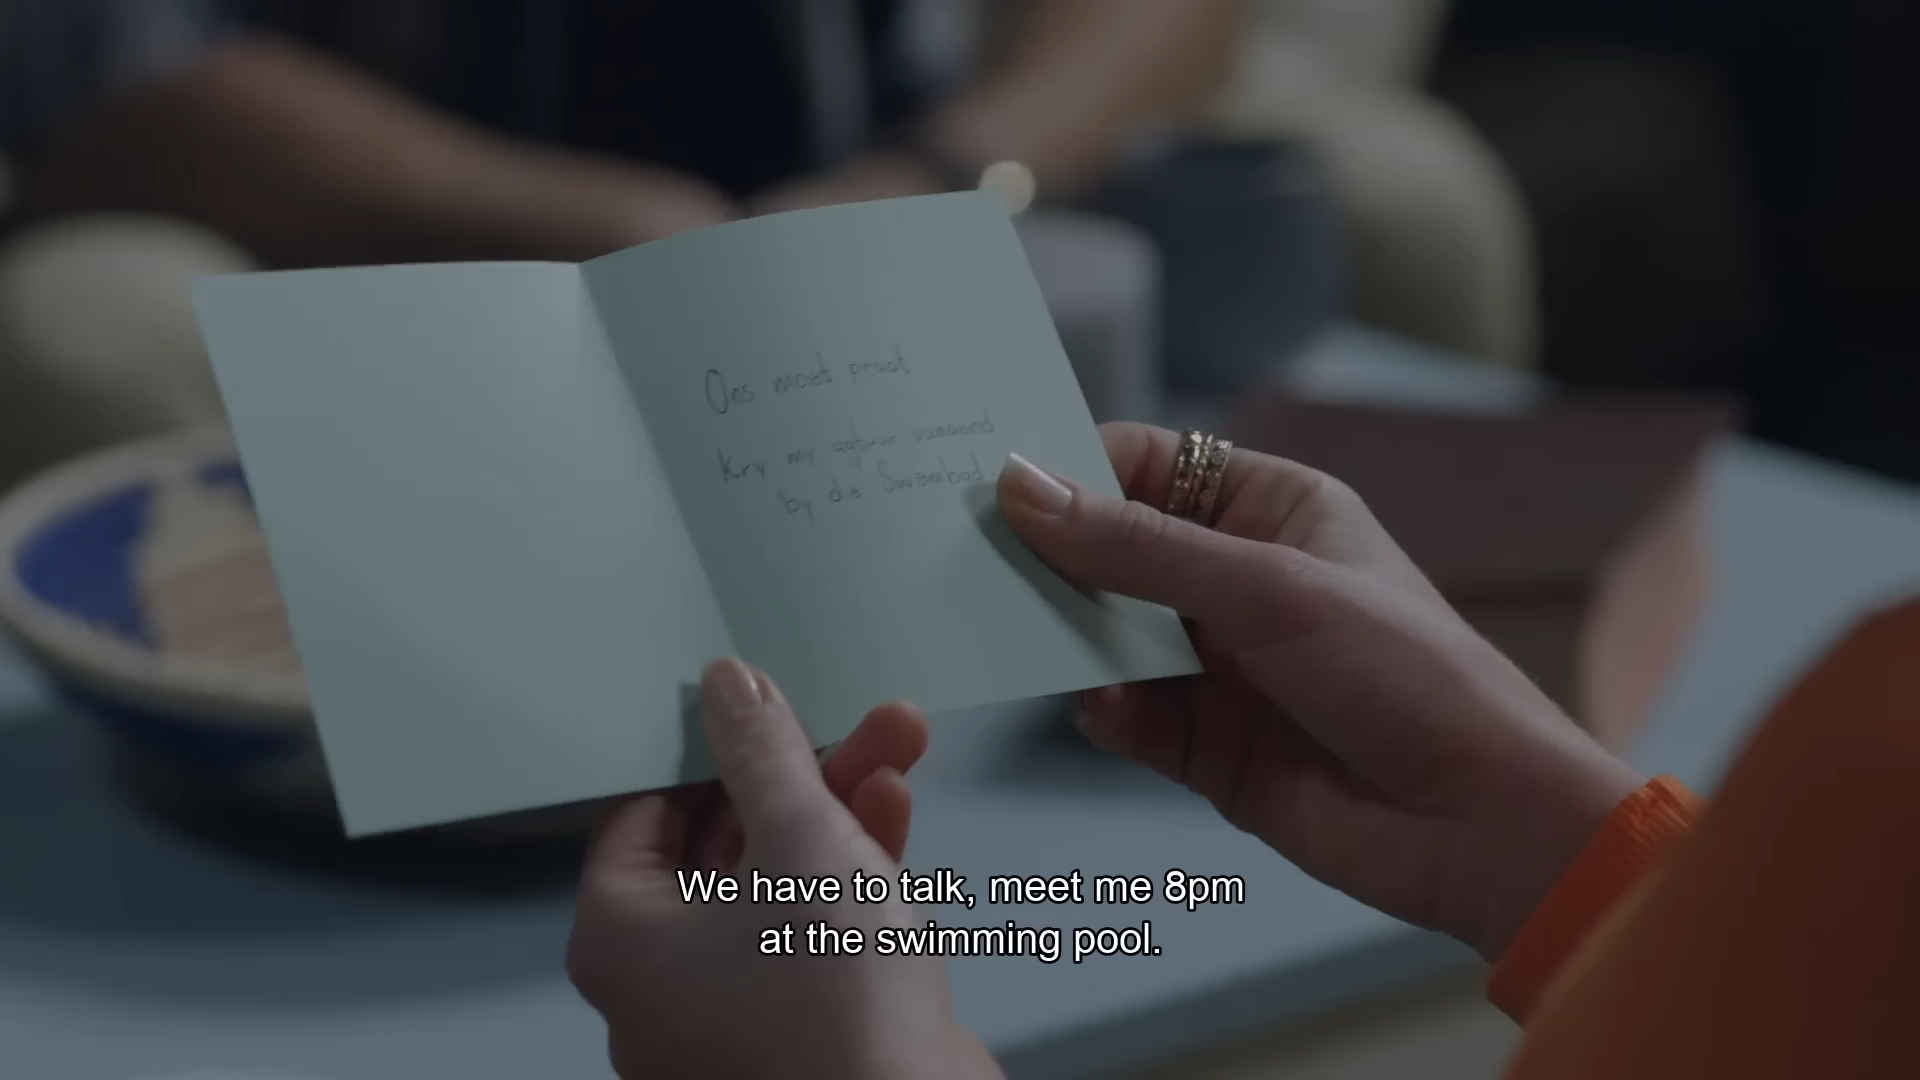 Ons moet praat
Kry my agtuur vanaand
by die Swembad
We have to talk, meet me 8pm
at the swimming pool.